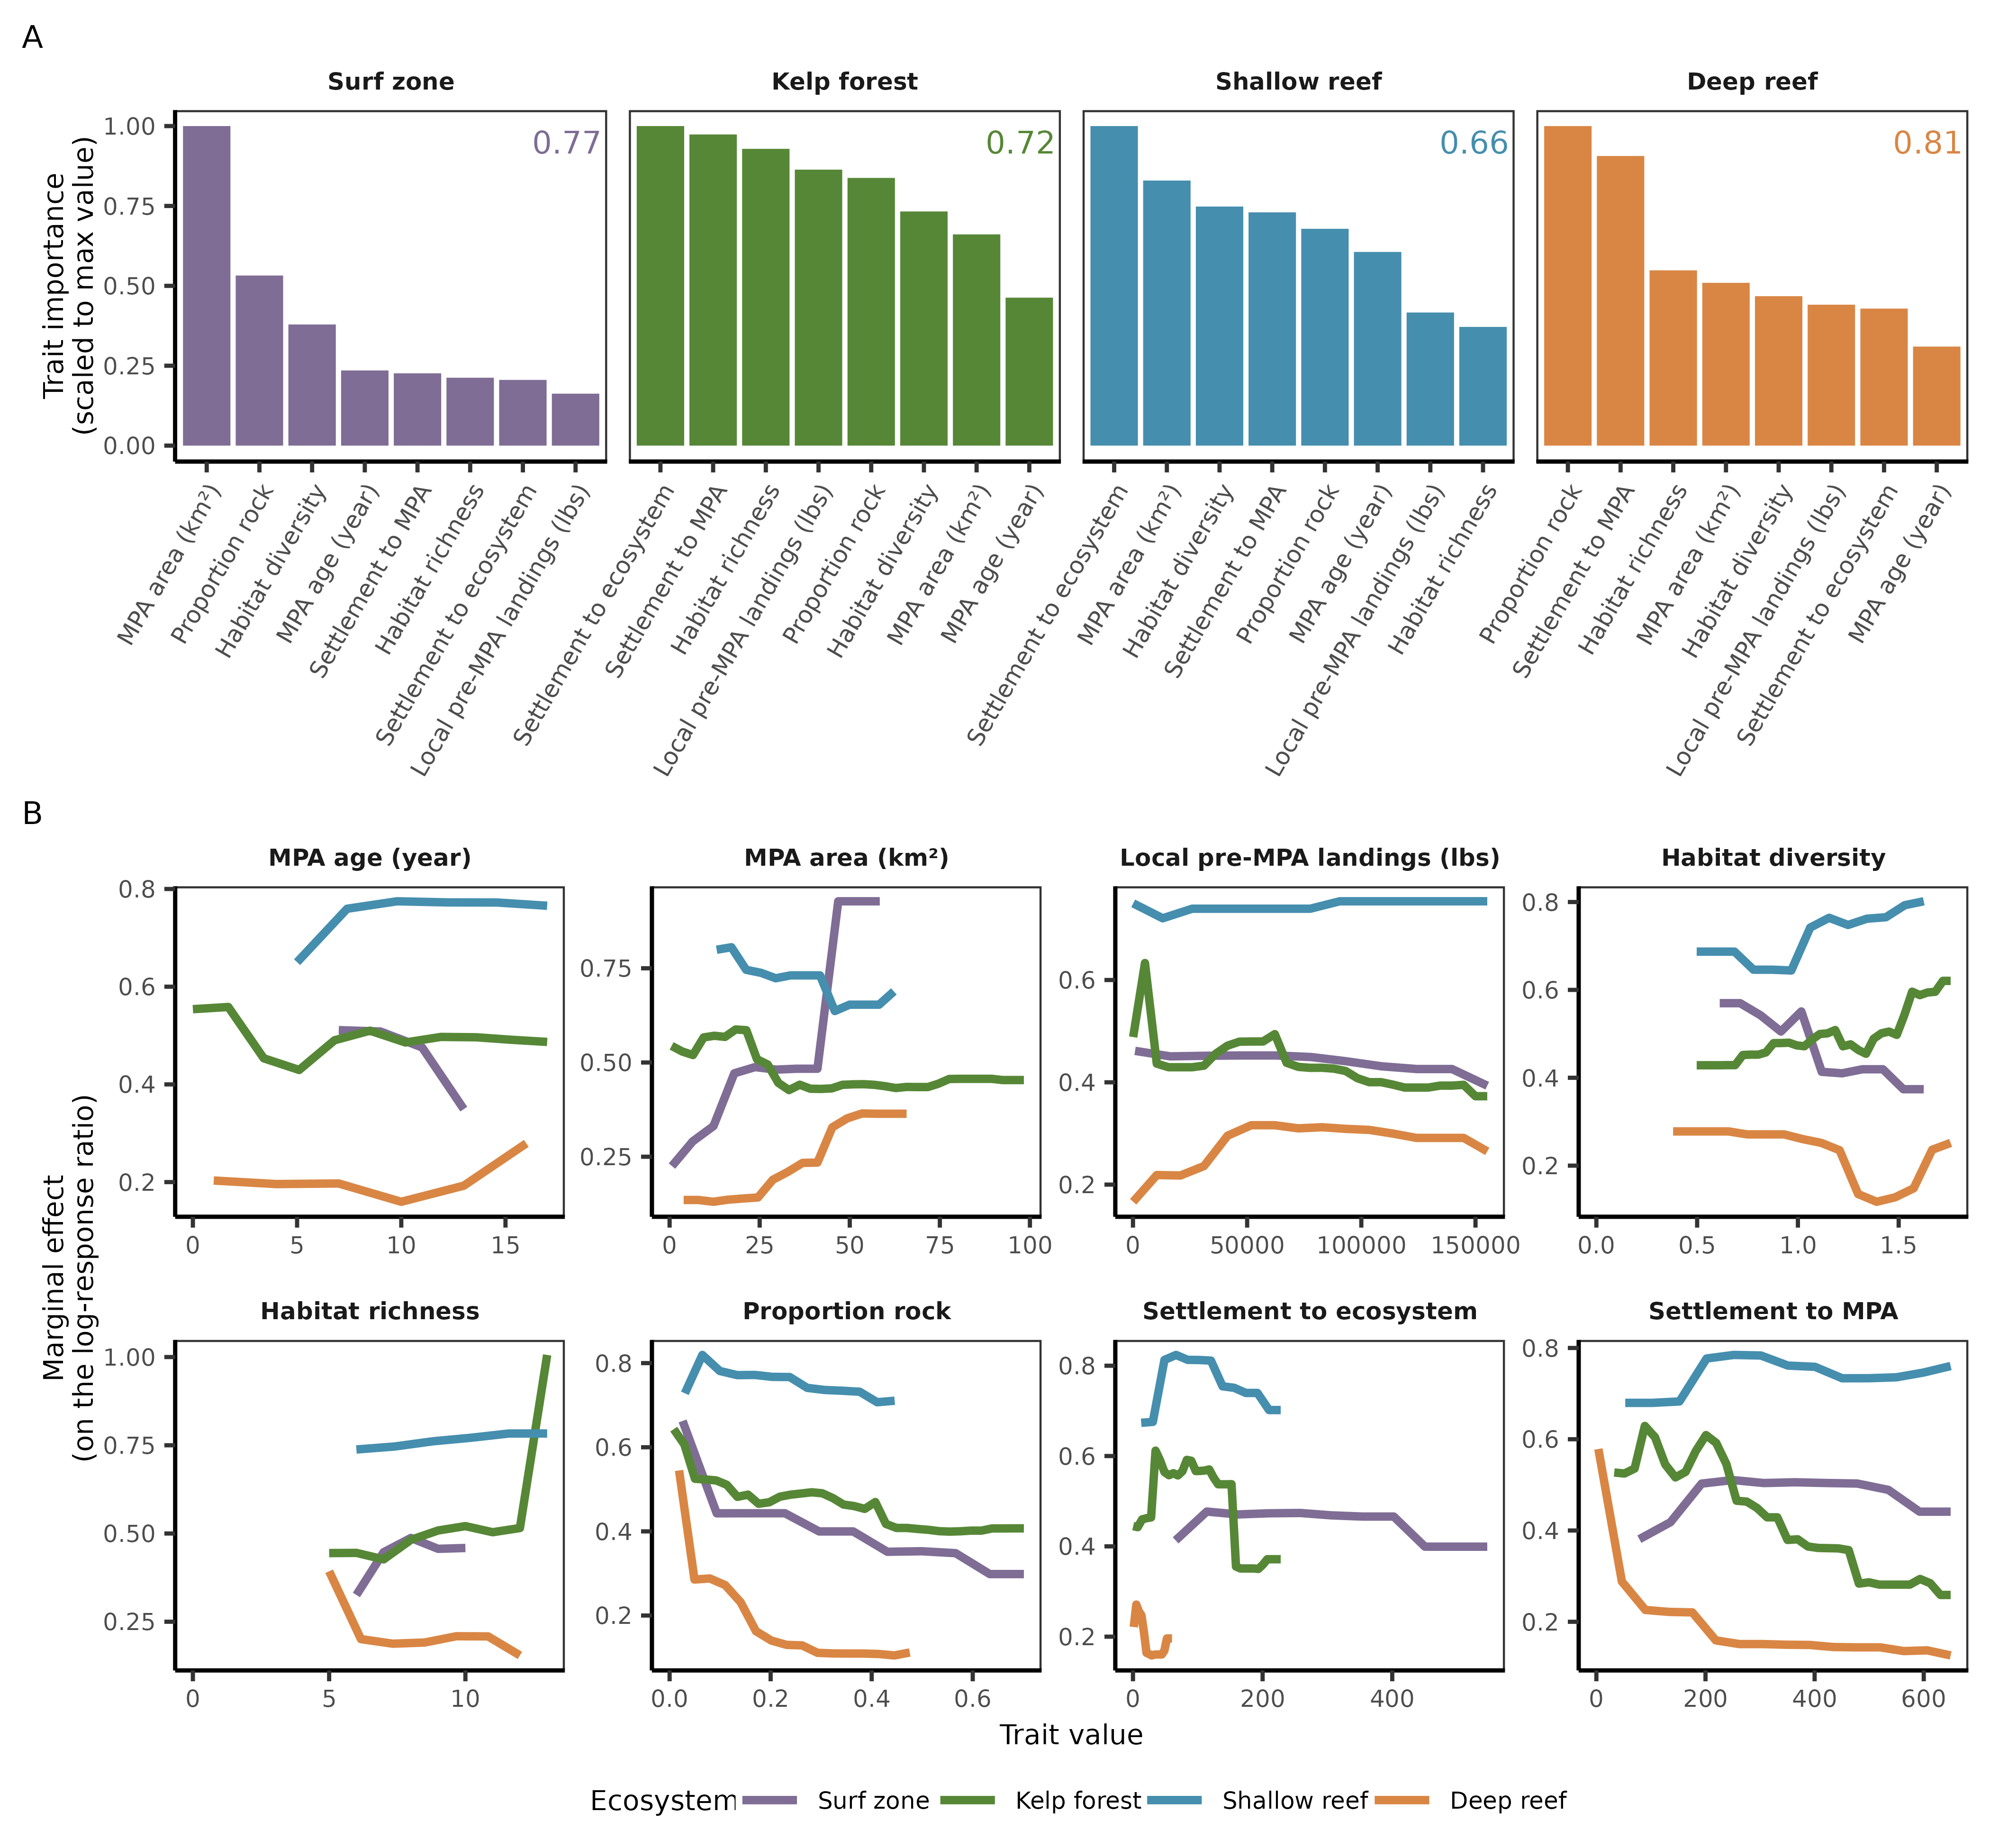 A
Surf zone
Kelp forest
Shallow reef
Deep reef
Trait importance
(scaled to max value)
1.00
0.75
0.50
0.25
0.00
0.77
0.72
0.66
0.81
MPA area (km²)
Proportion rock
Habitat diversity
MPA age (year)
Settlement to MPA
Habitat richness
Settlement to ecosystem
Local pre-MPA landings (lbs)
Settlement to ecosystem
Settlement to MPA
Habitat richness
Local pre-MPA landings (lbs)
Proportion rock
Habitat diversity
MPA area (km²)
MPA age (year)
Settlement to ecosystem
MPA area (km²)
Habitat diversity
Settlement to MPA
Proportion rock
MPA age (year)
Local pre-MPA landings (lbs)
Habitat richness
Proportion rock
Settlement to MPA
Habitat richness
MPA area (km²)
Habitat diversity
Local pre-MPA landings (lbs)
Settlement to ecosystem
MPA age (year)
B
Marginal effect
(on the log-response ratio)
MPA age (year)
0.8
0.6
0.4
0.2
0 5 10 15
MPA area (km²)
0.75
0.50
0.25
0 25 50 75 100
Local pre-MPA landings (lbs)
0.6
0.4
0.2
0 50000 100000 150000
Habitat diversity
0.8
0.6
0.4
0.2
0.0 0.5 1.0 1.5
Habitat richness
1.00
0.75
0.50
0.25
0 5 10
Proportion rock
0.8
0.6
0.4
0.2
0.0 0.2 0.4 0.6
Settlement to ecosystem
0.8
0.6
0.4
0.2
0 200 400
Settlement to MPA
0.8
0.6
0.4
0.2
0 200 400 600
Trait value
Ecosystem Surf zone Kelp forest Shallow reef Deep reef